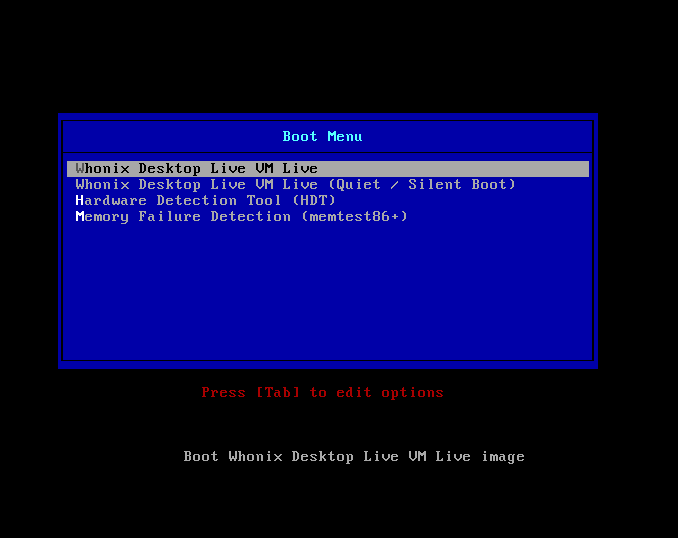 Boot Menu
Whonix Desktop Live VM Live
Whonix Desktop Live VM Live (Quiet / Silent Boot)
Hardware Detection Tool (HDT)
Memory Failure Detection (memtest86+)
Press [Tab] to edit options
Boot Whonix Desktop Live VM Live image